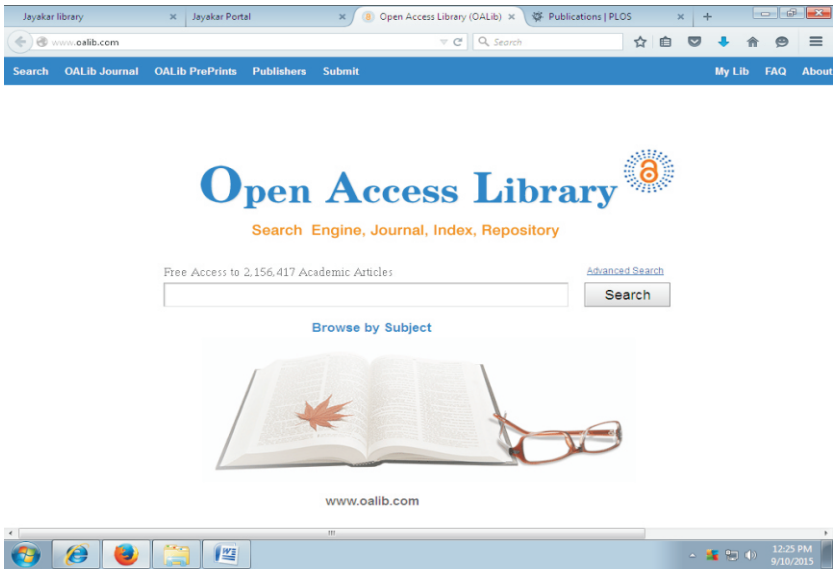 Jayakar library Jayakar Portal Open Access Library (OALib) Publications | PLOS
www.oalib.com Search
Search OALib Journal OALib PrePrints Publishers Submit My Lib FAQ About
Open Access Library
Search Engine, Journal, Index, Repository
Free Access to 2,156,417 Academic Articles Advanced Search
Search
Browse by Subject
www.oalib.com
12:25 PM
9/10/2015